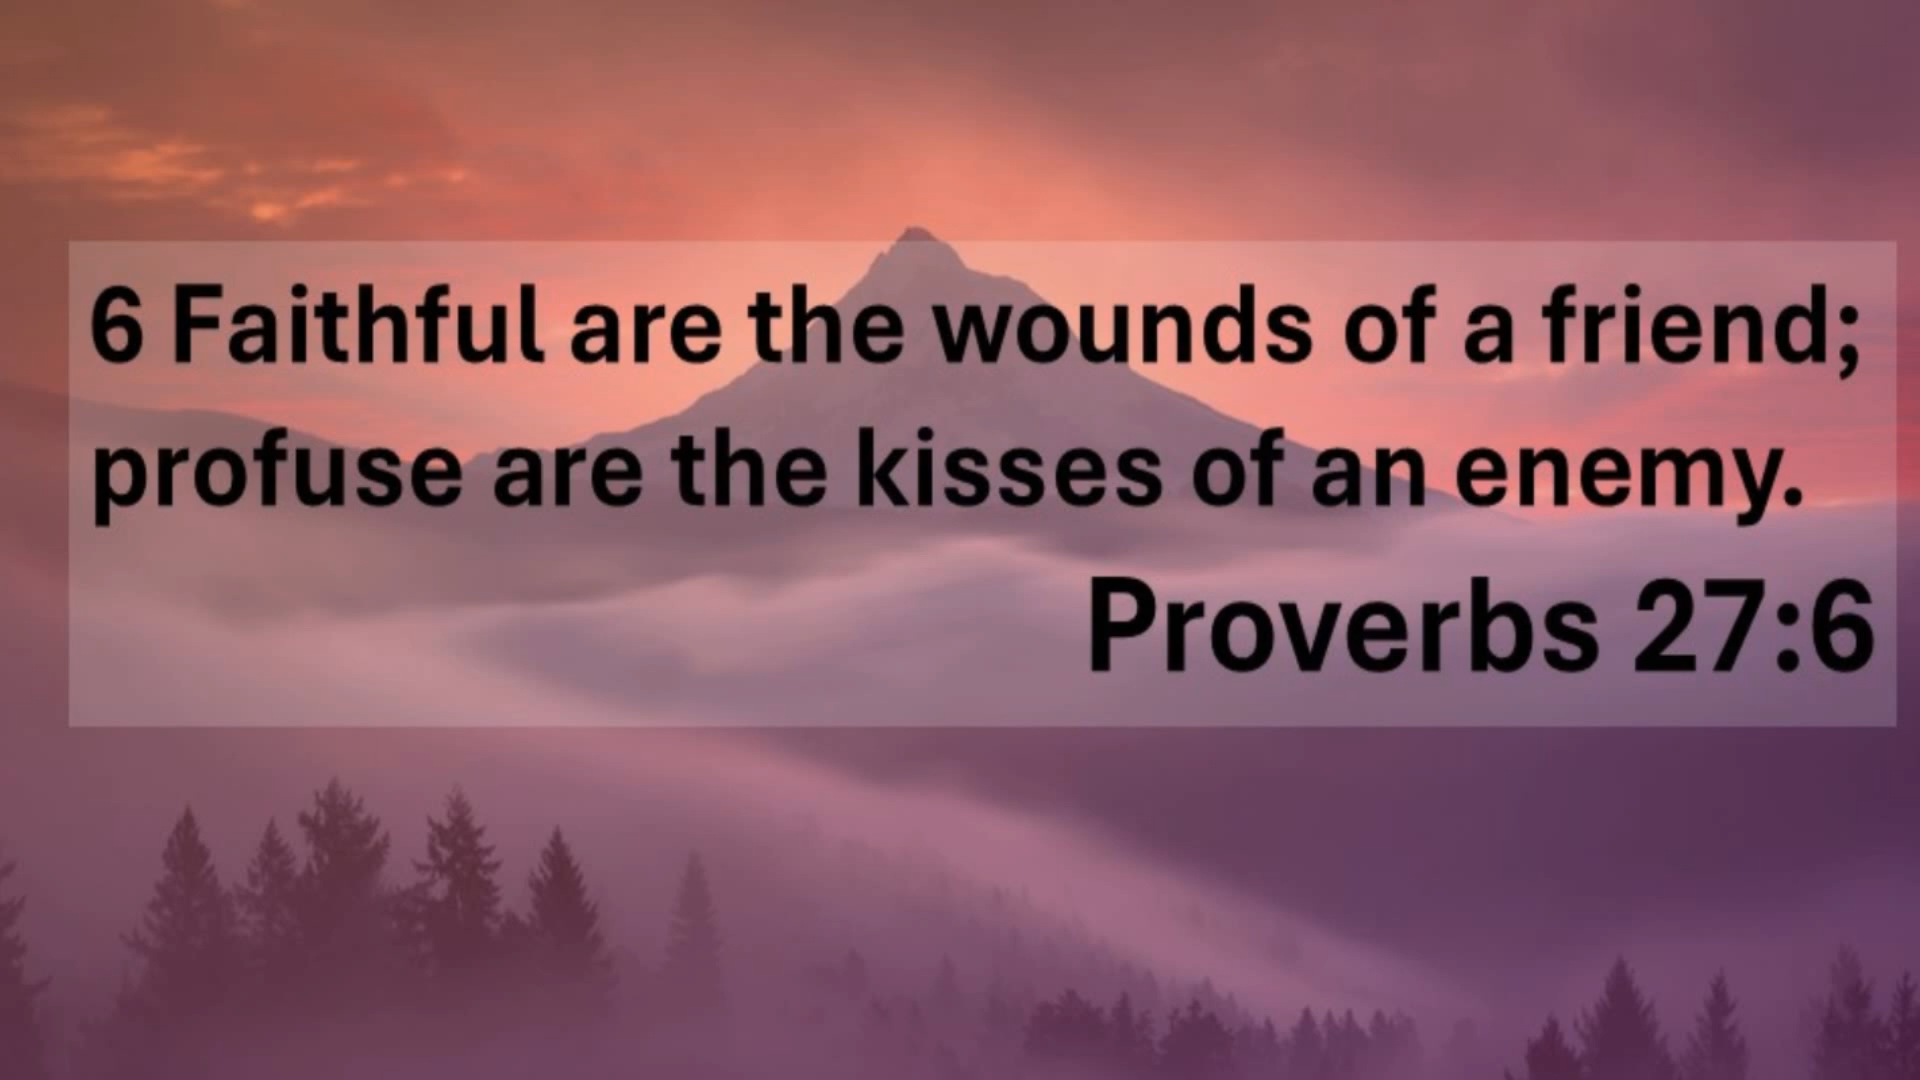 6 Faithful are the wounds of a friend;
profuse are the kisses of an enemy.
Proverbs 27:6